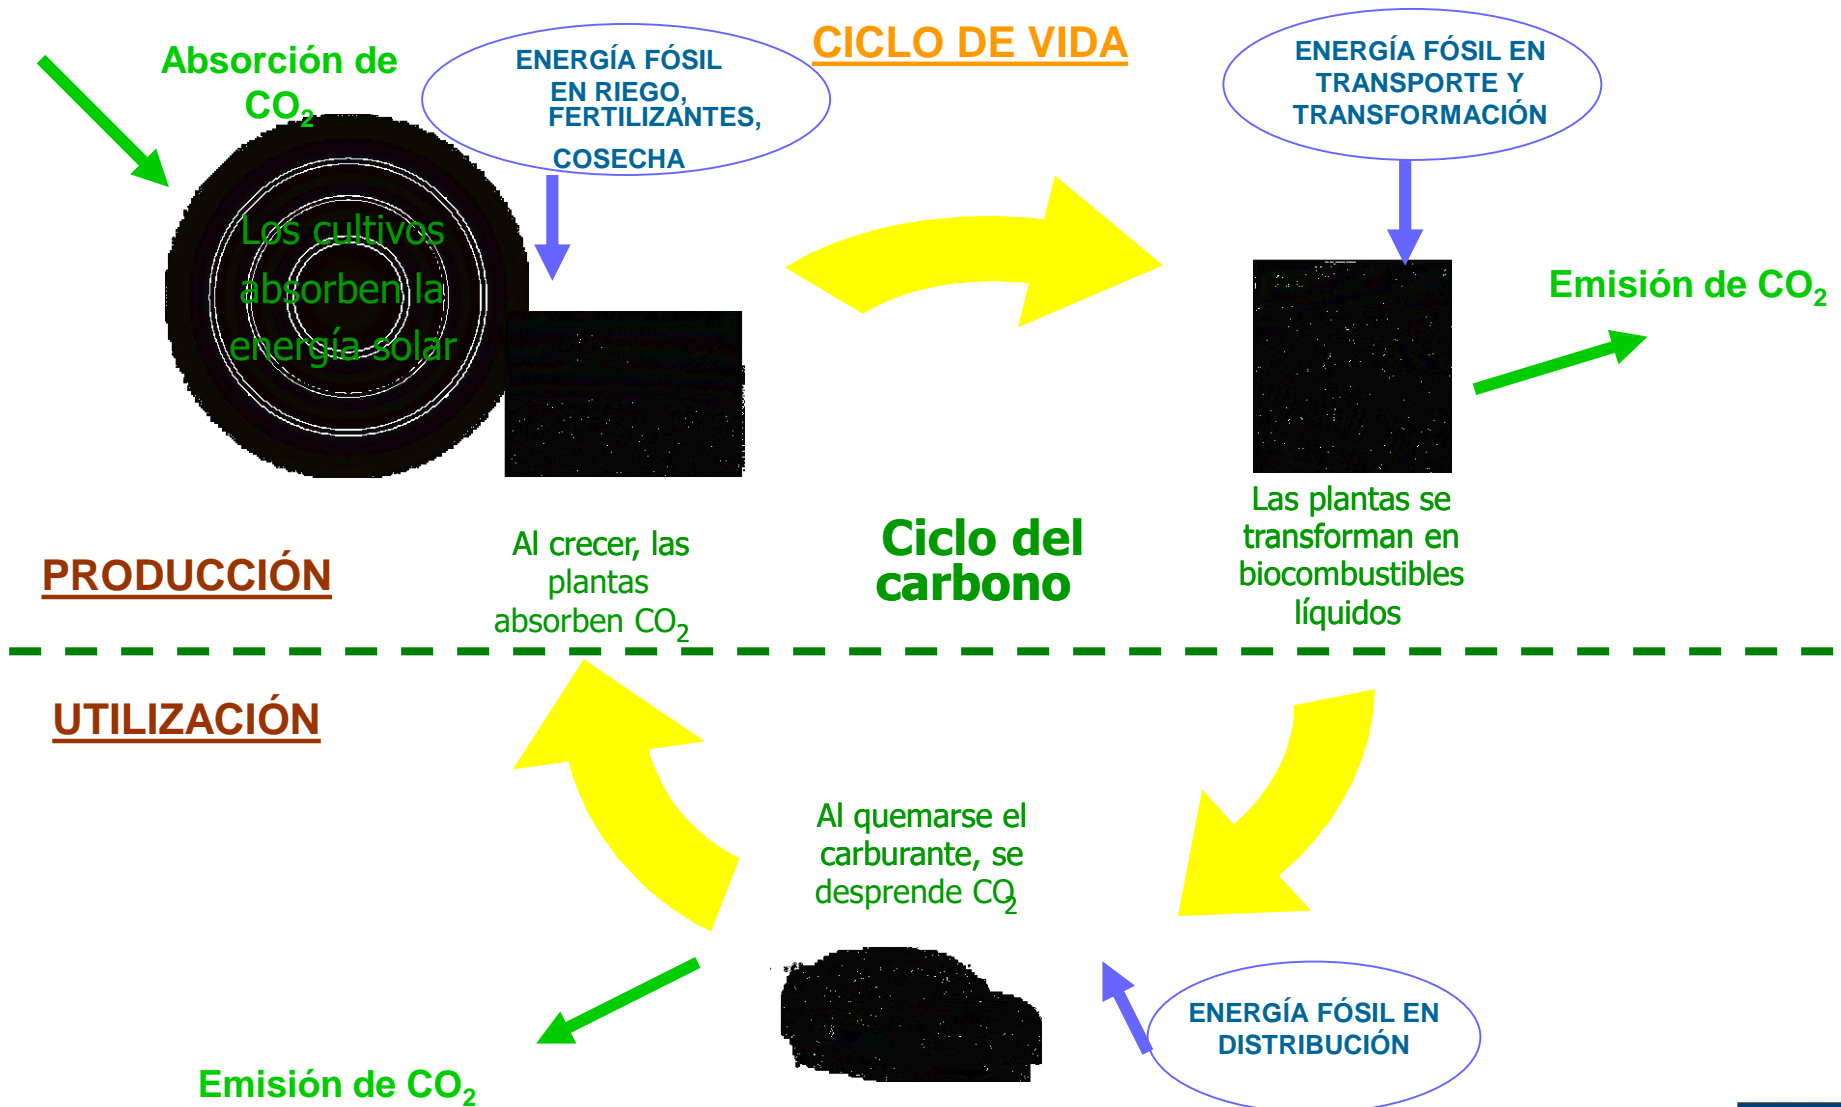 CICLO DE VIDA
Absorción de
CO2
ENERGÍA FÓSIL
EN RIEGO,
FERTILIZANTES,
COSECHA
ENERGÍA FÓSIL EN
TRANSPORTE Y
TRANSFORMACIÓN
Los cultivos
absorben la
energía solar
Emisión de CO2
Al crecer, las
plantas
absorben CO2
Ciclo del
carbono
Las plantas se
transforman en
biocombustibles
líquidos
PRODUCCIÓN
UTILIZACIÓN
Al quemarse el
carburante, se
desprende CO2
ENERGÍA FÓSIL EN
DISTRIBUCIÓN
Emisión de CO2